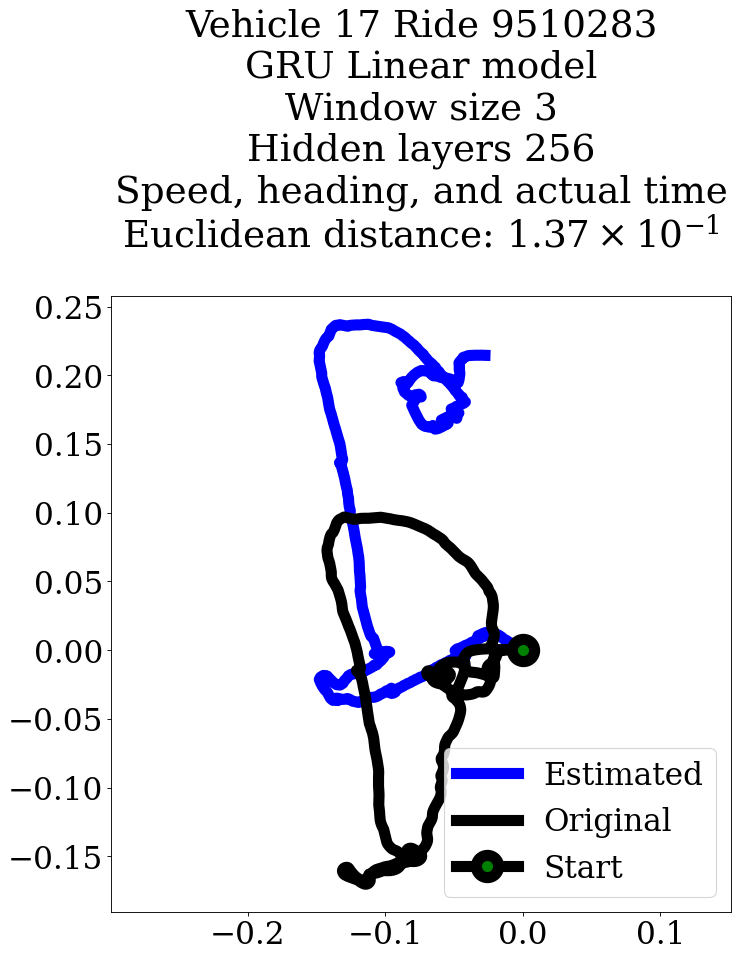 Vehicle 17 Ride 9510283
GRU Linear model
Window size 3
Hidden layers 256
Speed, heading, and actual time
Euclidean distance: 1.37 × 10⁻¹
0.25
0.20
0.15
0.10
0.05
0.00
−0.05
−0.10
−0.15
Estimated
Original
Start
−0.2
−0.1
0.0
0.1